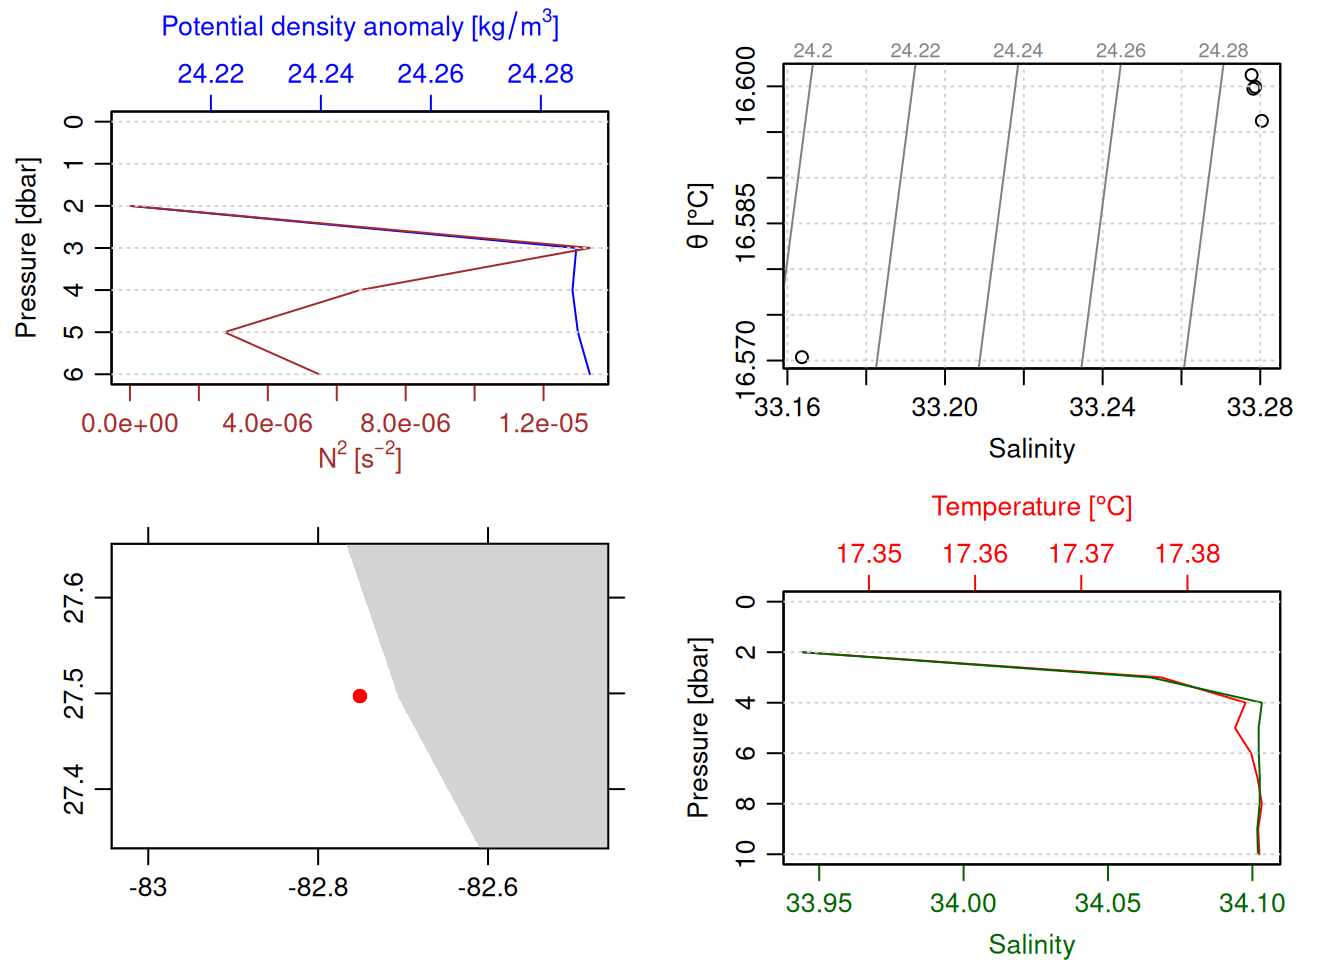 Potential density anomaly [kg/m³]
24.22 24.24 24.26 24.28
0
1
2
3
4
5
6
Pressure [dbar]
0.0e+00 4.0e-06 8.0e-06 1.2e-05
N² [s⁻²]
24.2 24.22 24.24 24.26 24.28
16.600
16.585
16.570
θ [°C]
33.16 33.20 33.24 33.28
Salinity
27.6
27.5
27.4
-83 -82.8 -82.6
Temperature [°C]
17.35 17.36 17.37 17.38
0
2
4
6
8
10
Pressure [dbar]
33.95 34.00 34.05 34.10
Salinity